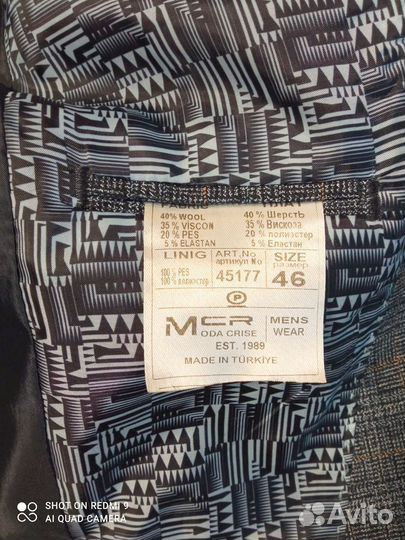 40% WOOL 40% Шерсть
35% VISCON 35% Вискоза
20% PES 20% полиэстер
5% ELASTAN 5% Еластан
LINIG ART.No артикул No SIZE размер
100% PES
100% полиэстер 45177 46
P
MCR MENS
MODA CRISE WEAR
EST. 1989
MADE IN TÜRKİYE
SHOT ON REDMI 9
AI QUAD CAMERA
Avito